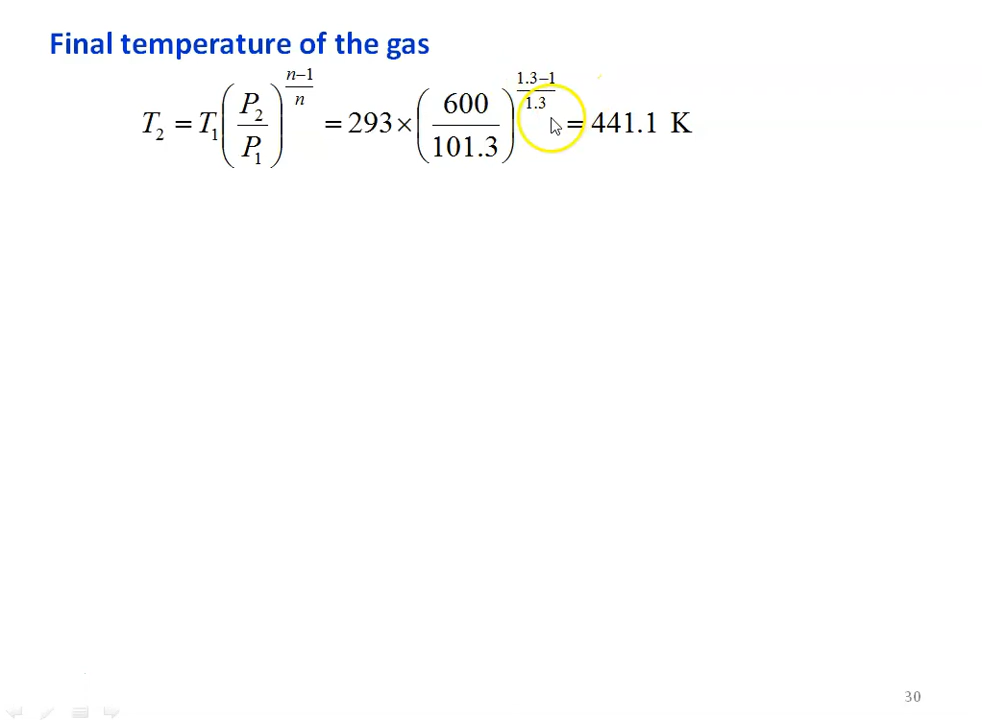 Final temperature of the gas
T₂ = T₁ (P₂/P₁)^((n–1)/n) = 293 × (600/101.3)^((1.3–1)/1.3) = 441.1 K
30